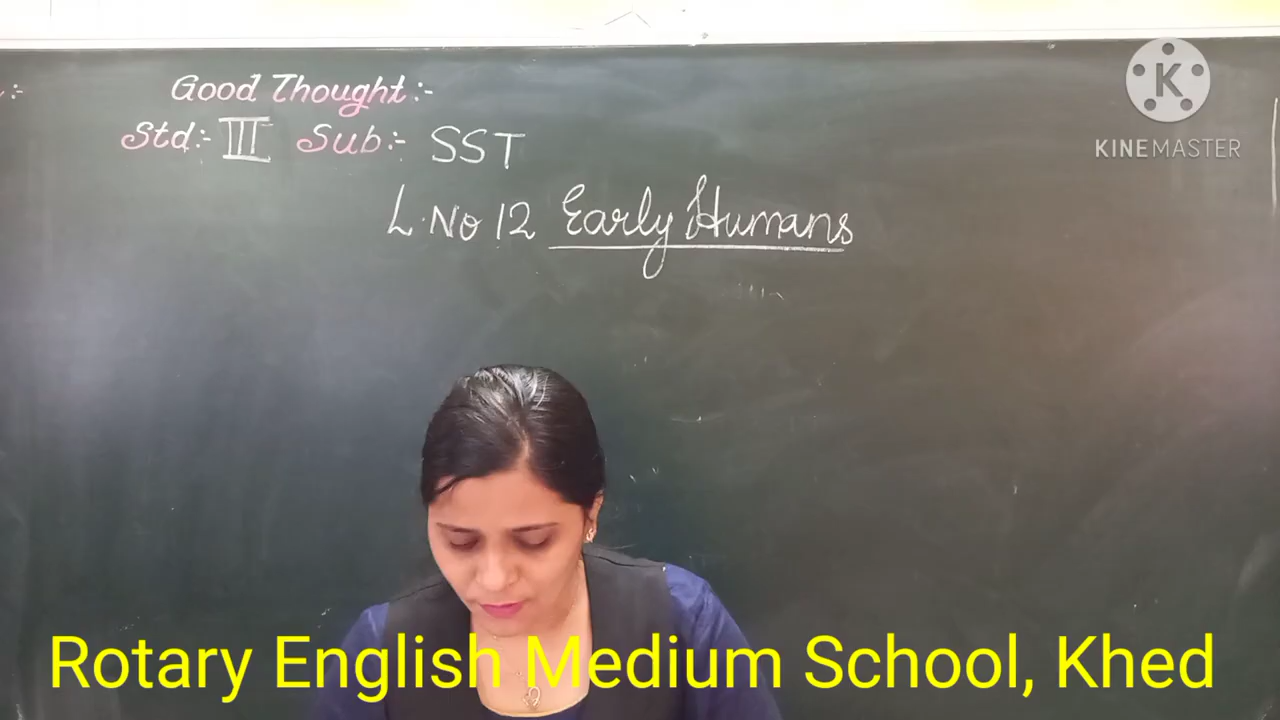 Good Thought:-
Std:- III Sub:- SST
L.No 12 Early Humans
K
KINEMASTER
Rotary English Medium School, Khed